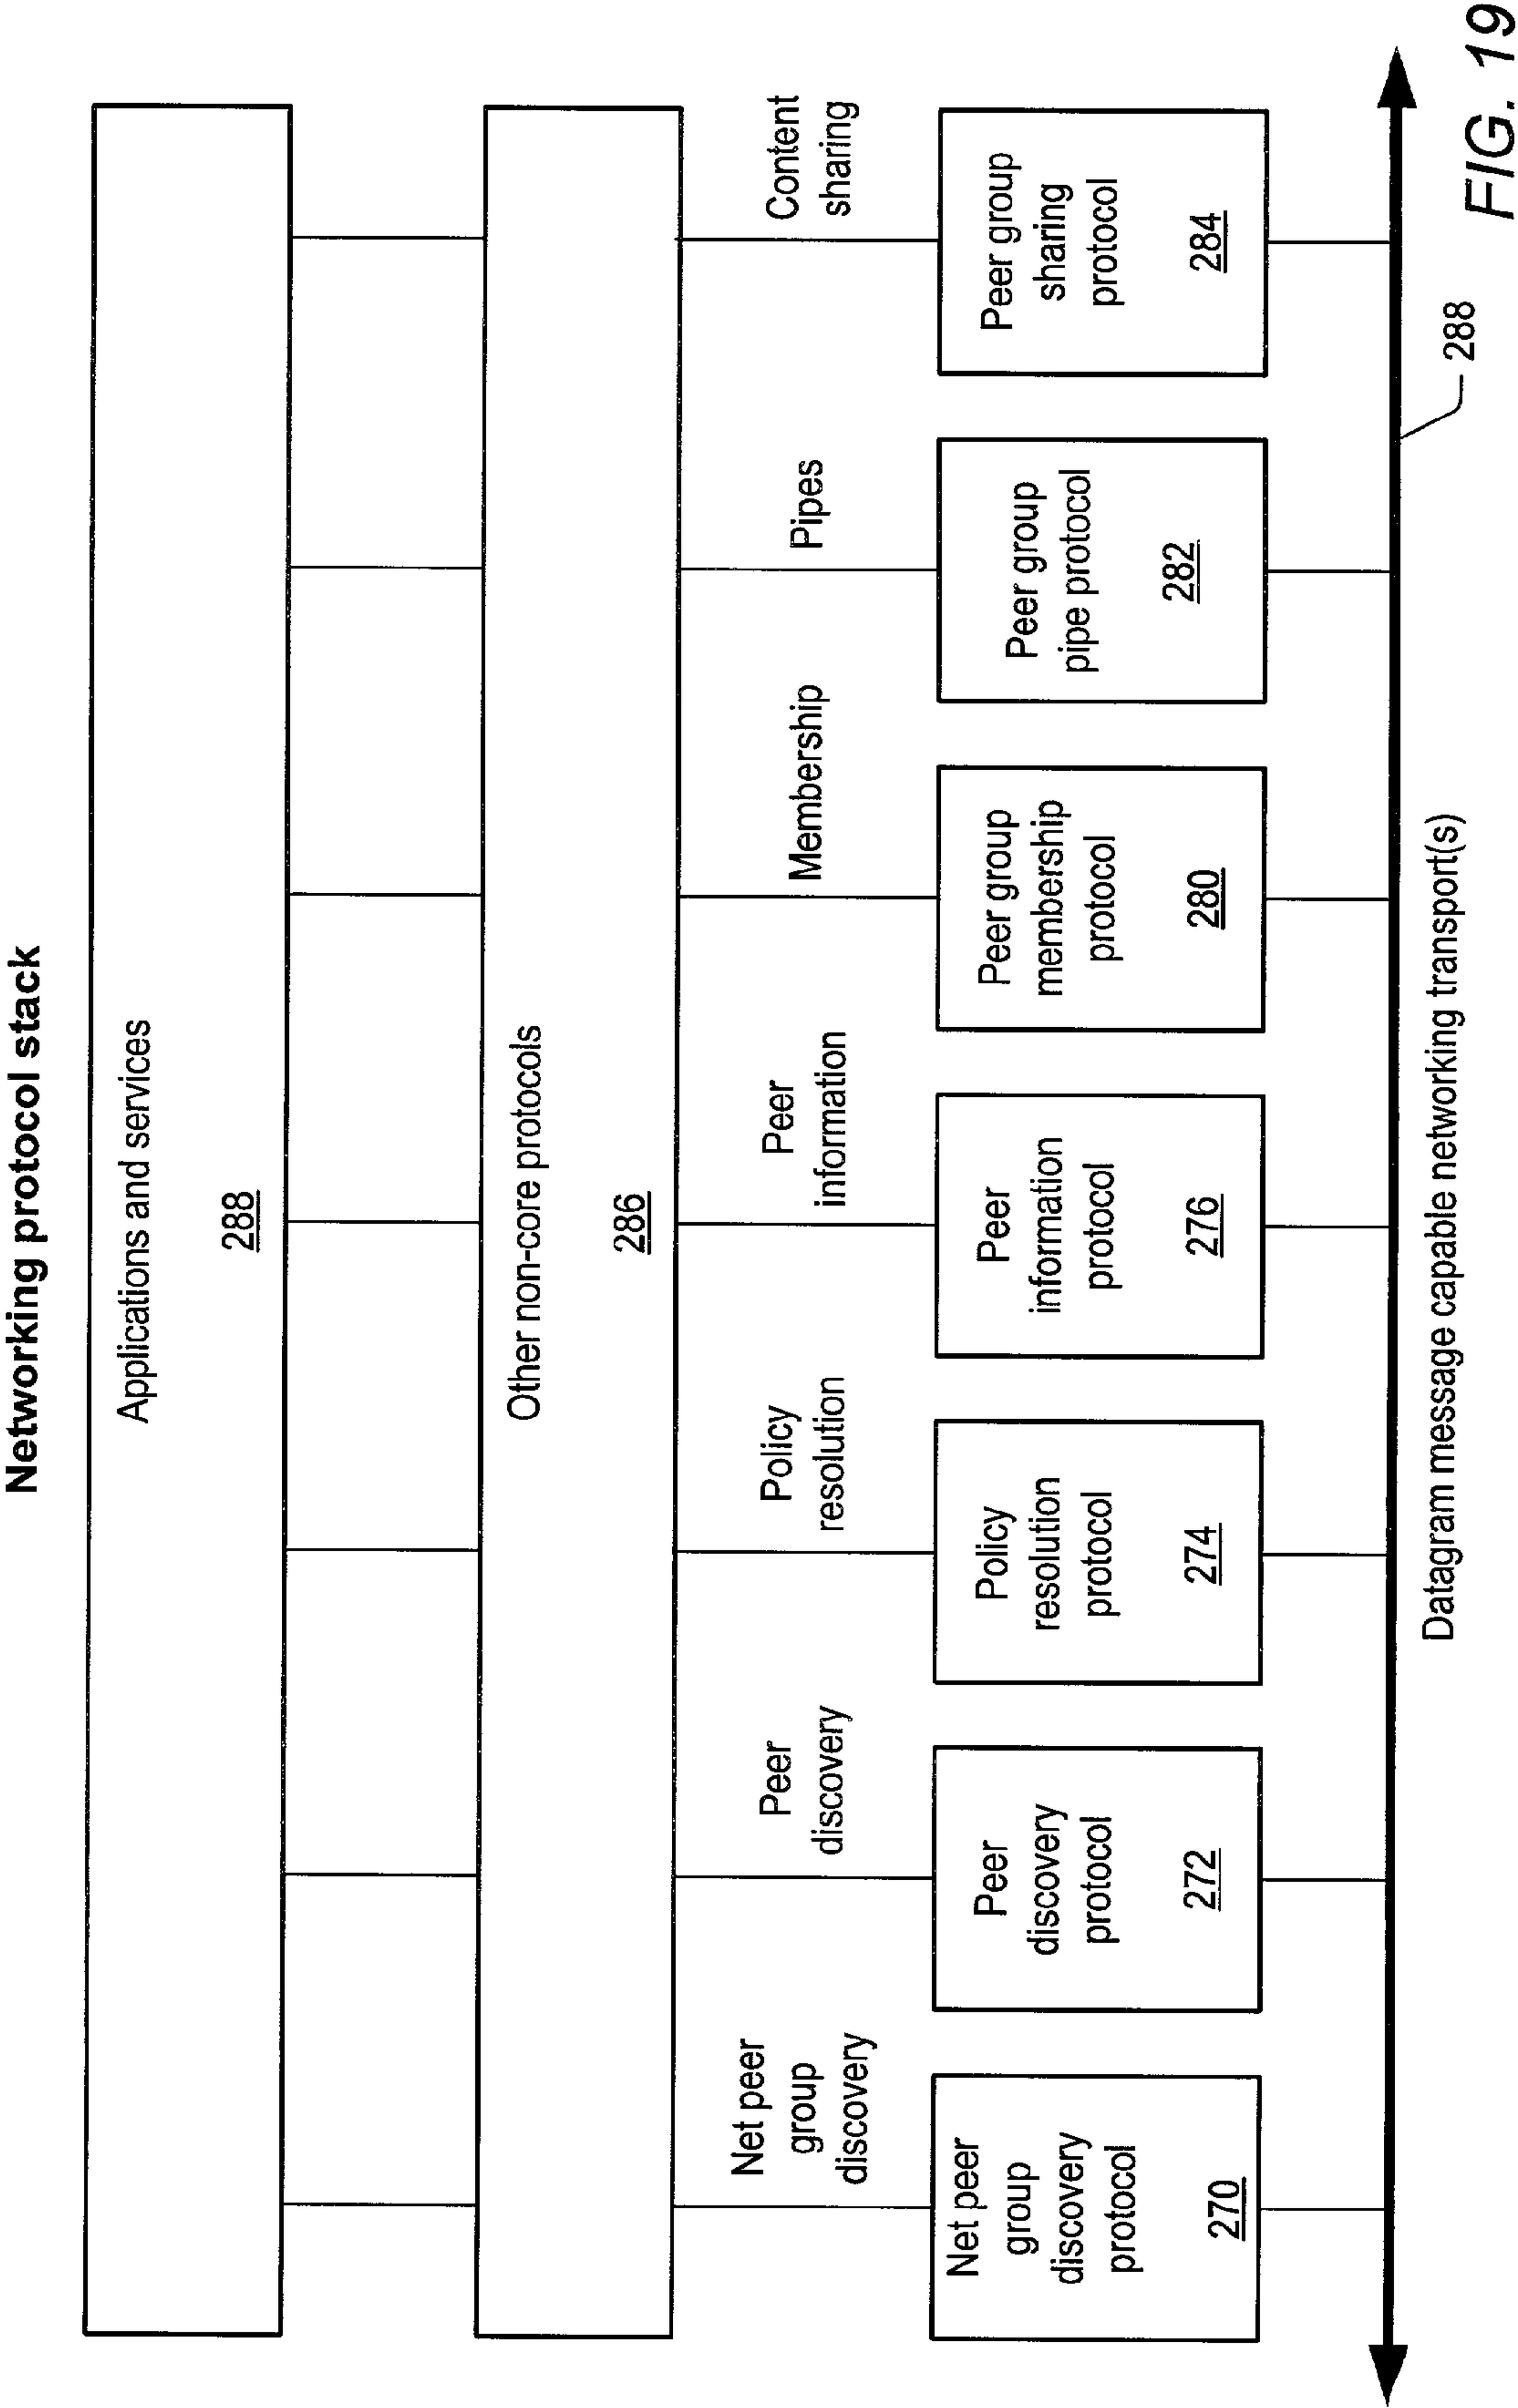 Networking protocol stack
Applications and services
288
Other non-core protocols
286
Net peer
group
discovery
Peer
discovery
Policy
resolution
Peer
information
Membership
Pipes
Content
sharing
Net peer
group
discovery
protocol
270
Peer
discovery
protocol
272
Policy
resolution
protocol
274
Peer
information
protocol
276
Peer group
membership
protocol
280
Peer group
pipe protocol
282
Peer group
sharing
protocol
284
288
Datagram message capable networking transport(s)
FIG. 19